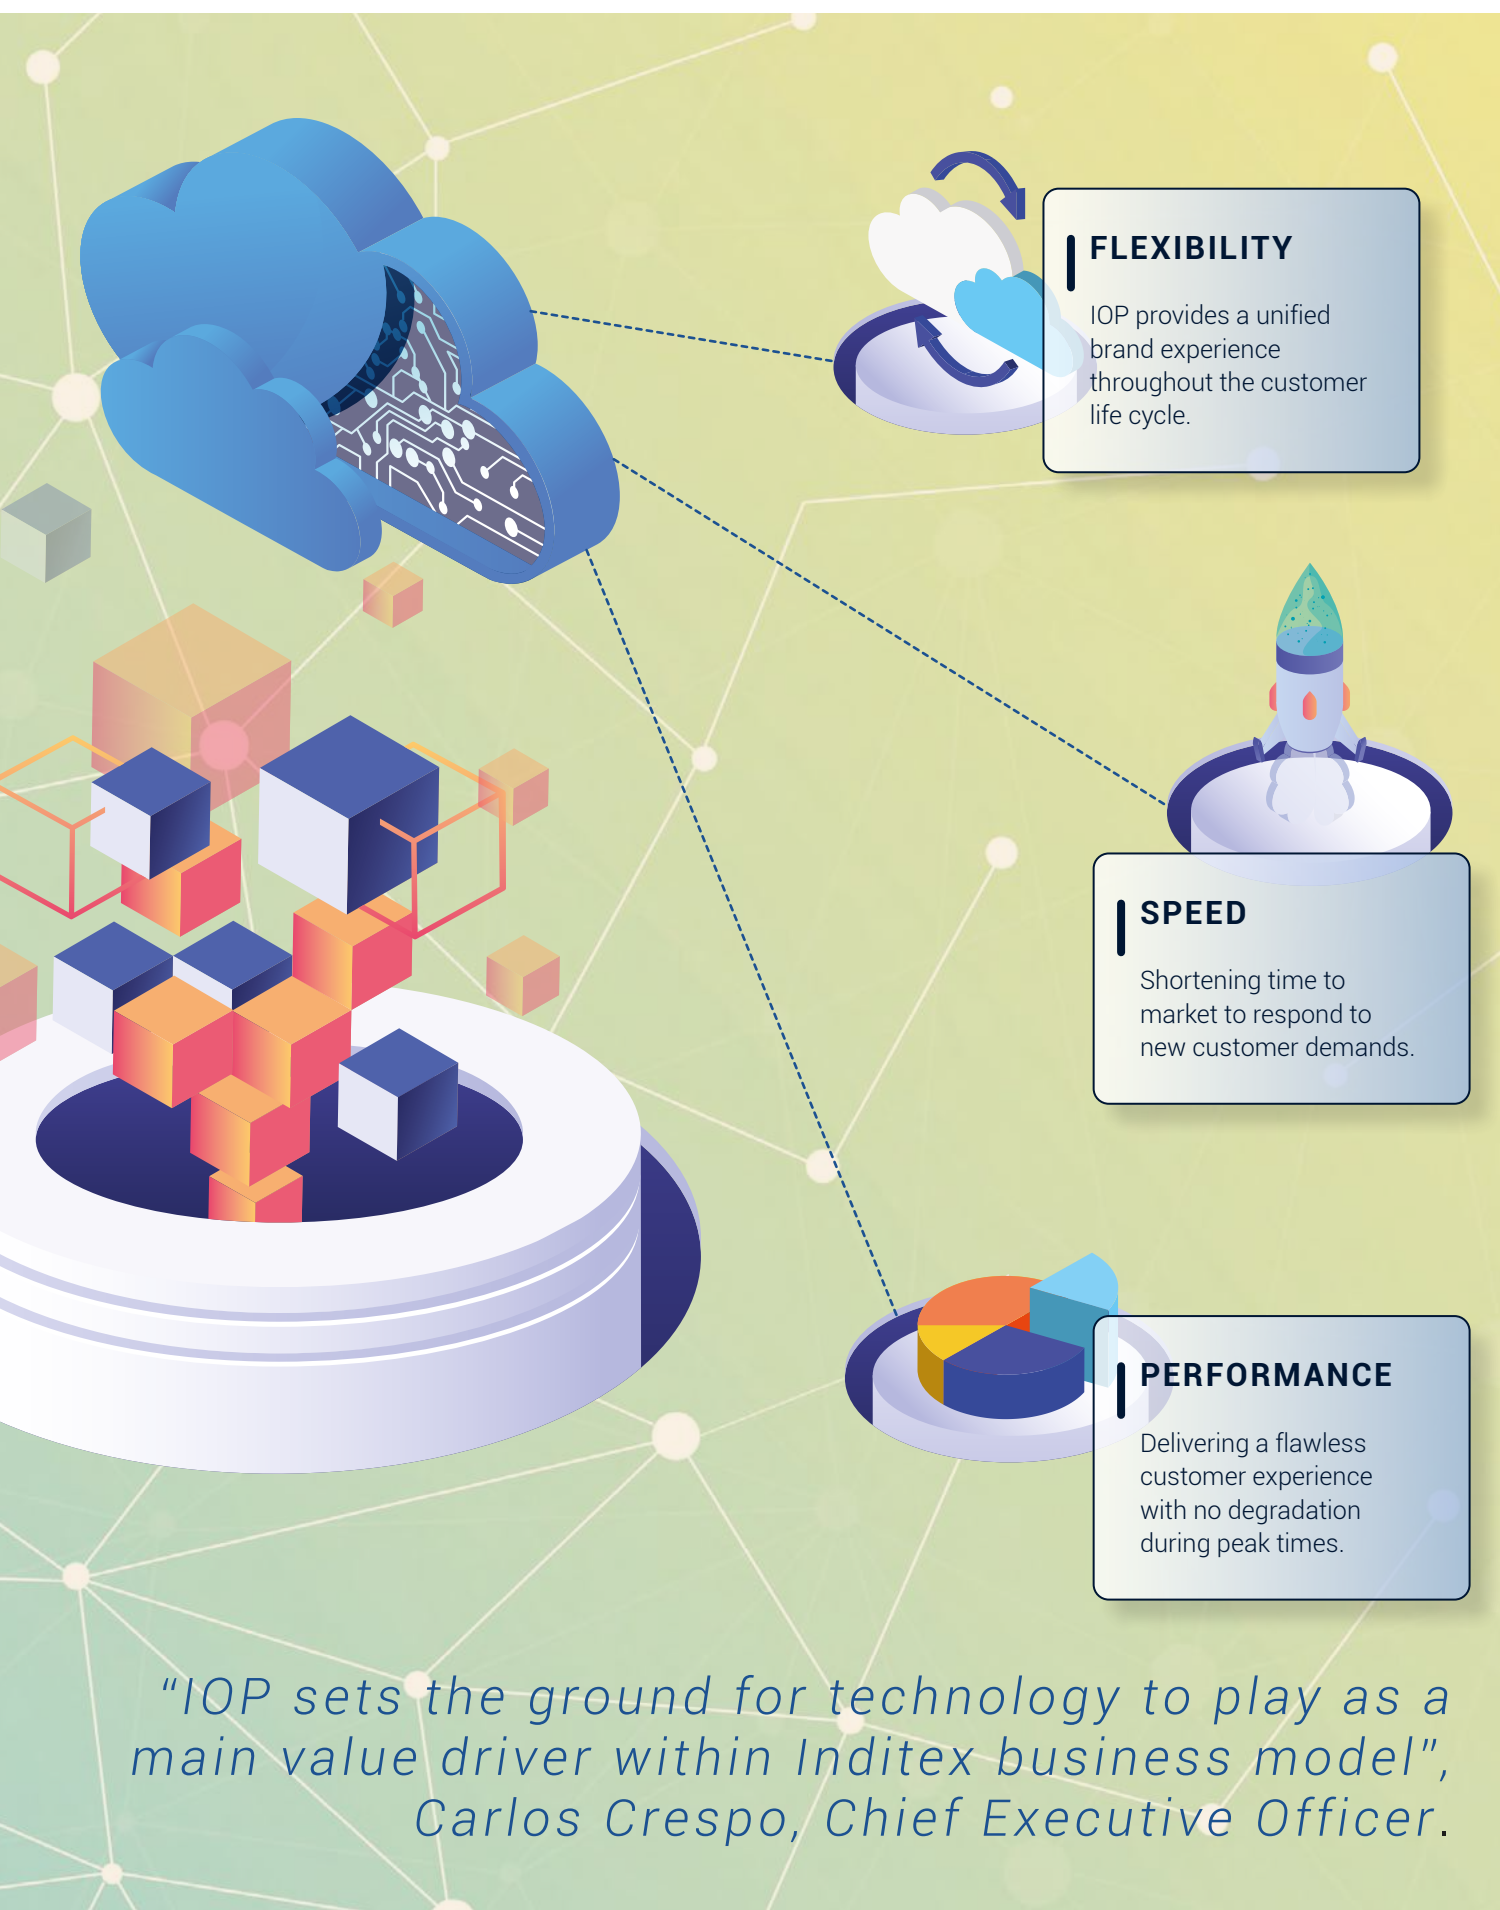 FLEXIBILITY
IOP provides a unified
brand experience
throughout the customer
life cycle.
SPEED
Shortening time to
market to respond to
new customer demands.
PERFORMANCE
Delivering a flawless
customer experience
with no degradation
during peak times.
“IOP sets the ground for technology to play as a
main value driver within Inditex business model”,
Carlos Crespo, Chief Executive Officer.